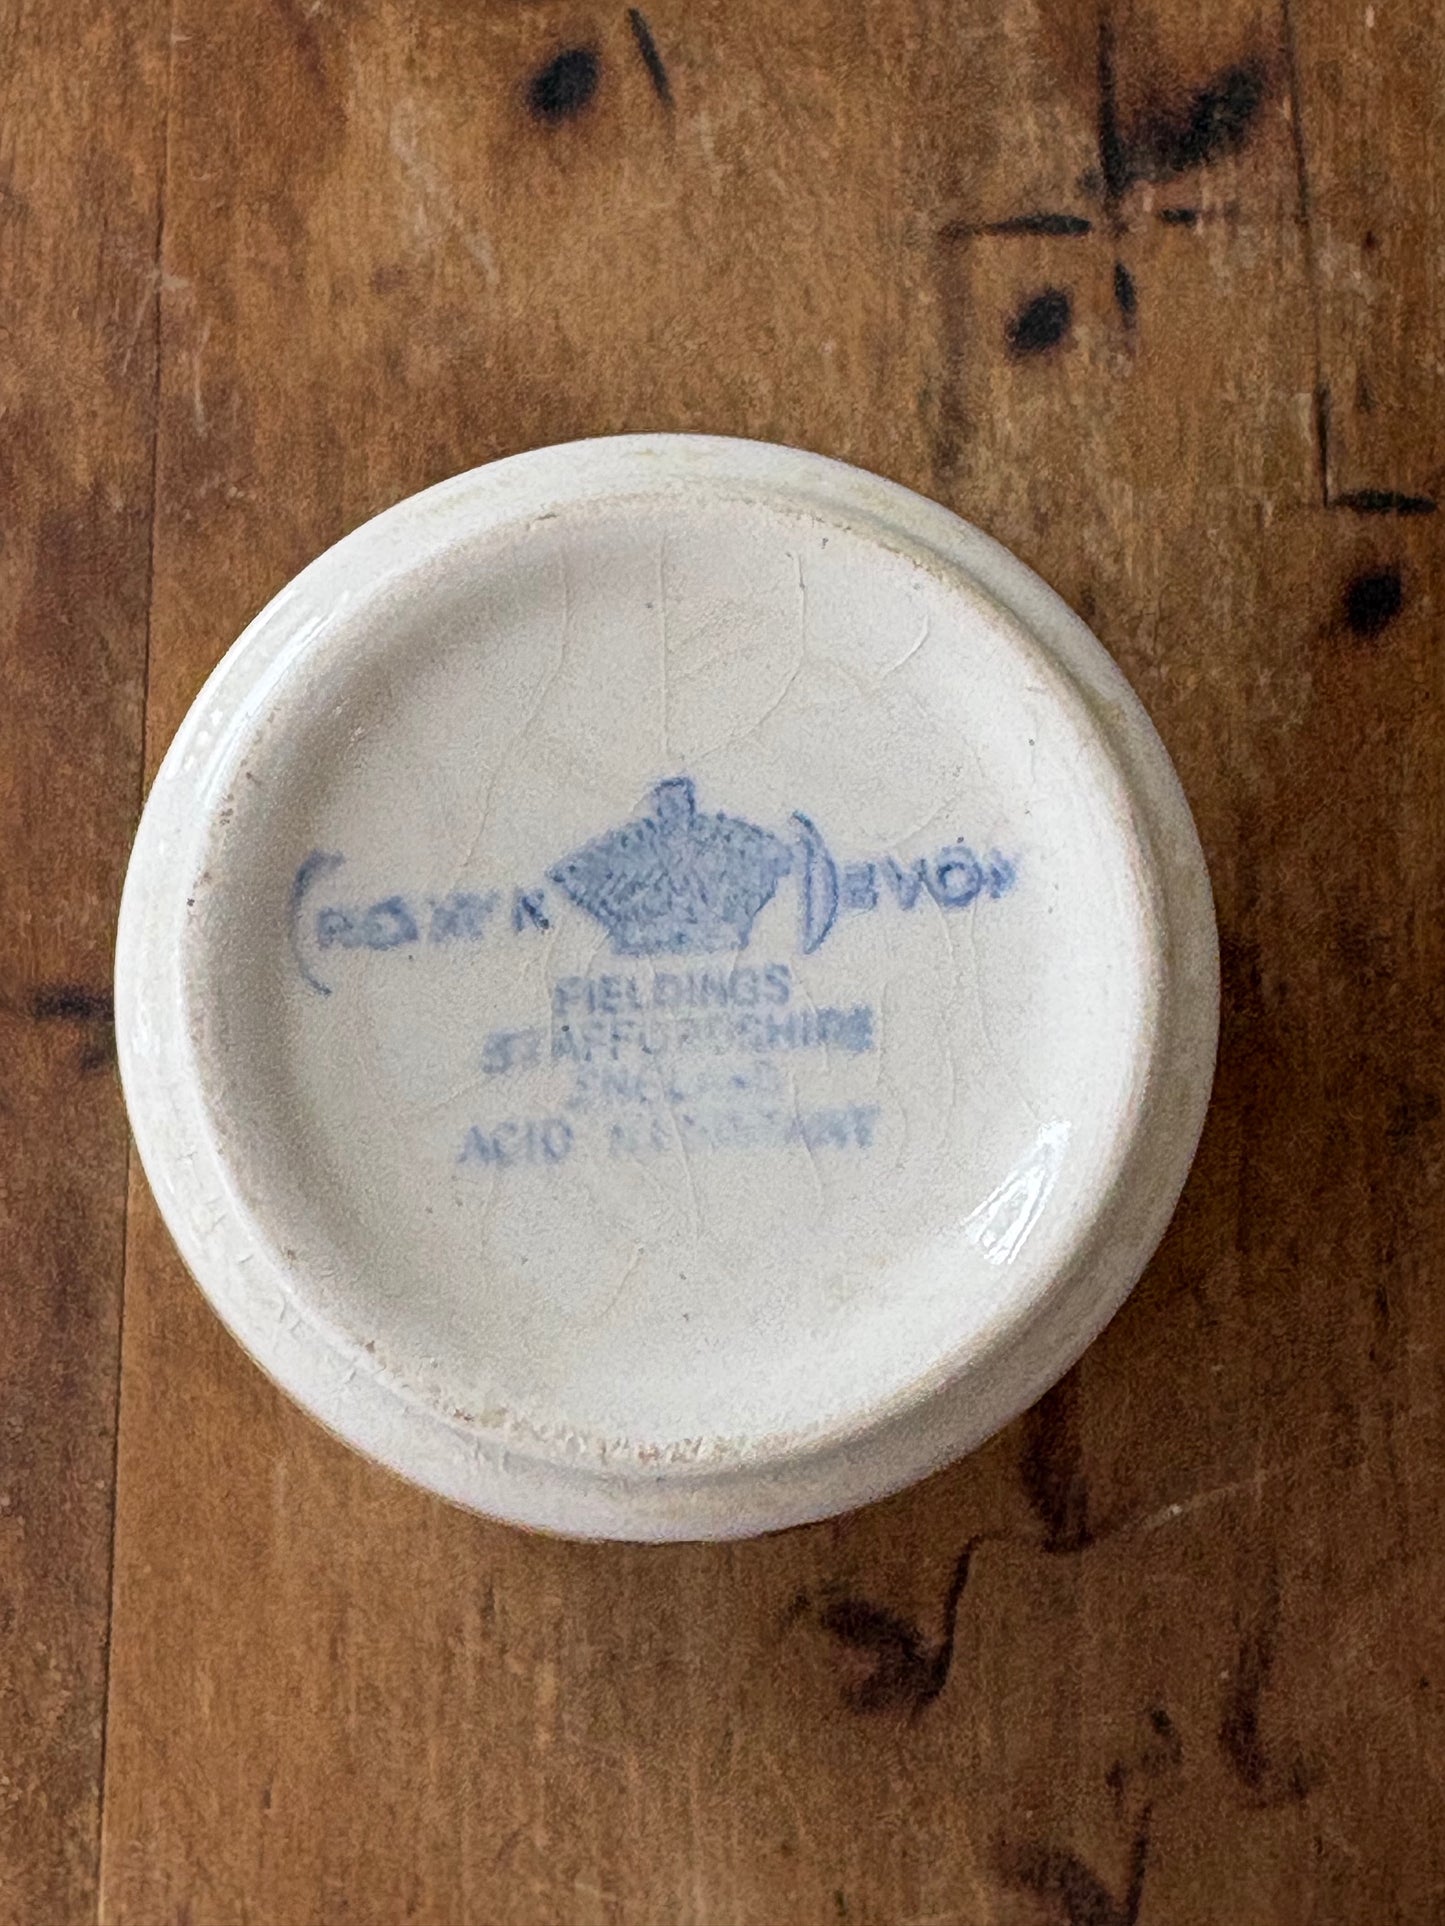 CROWN DEVON
FIELDINGS
STAFFORDSHIRE
ENGLAND
ACID RESISTANT